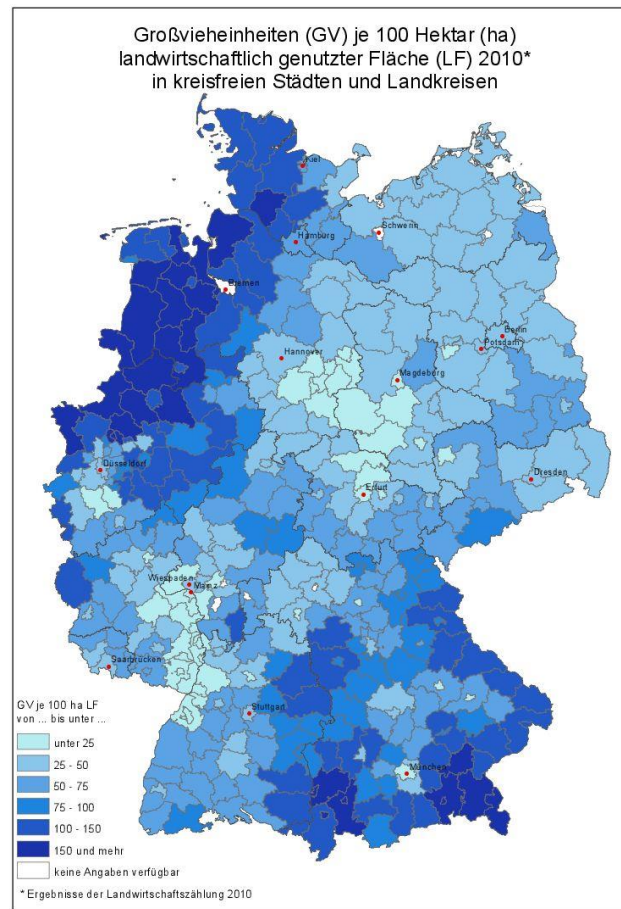 Großvieheinheiten (GV) je 100 Hektar (ha)
landwirtschaftlich genutzter Fläche (LF) 2010*
in kreisfreien Städten und Landkreisen
Kiel
Schwerin
Hamburg
Bremen
Berlin
Potsdam
Hannover
Magdeburg
Düsseldorf
Dresden
Erfurt
Wiesbaden
Mainz
Saarbrücken
Stuttgart
München
GV je 100 ha LF
von ... bis unter ...
unter 25
25 - 50
50 - 75
75 - 100
100 - 150
150 und mehr
keine Angaben verfügbar
* Ergebnisse der Landwirtschaftszählung 2010